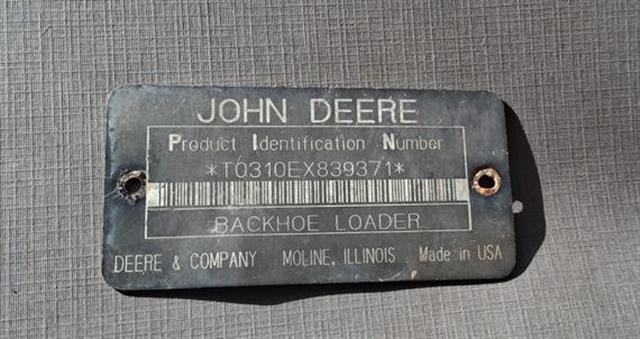 JOHN DEERE
Product Identification Number
*T0310EX839371*
BACKHOE LOADER
DEERE & COMPANY MOLINE, ILLINOIS Made in USA